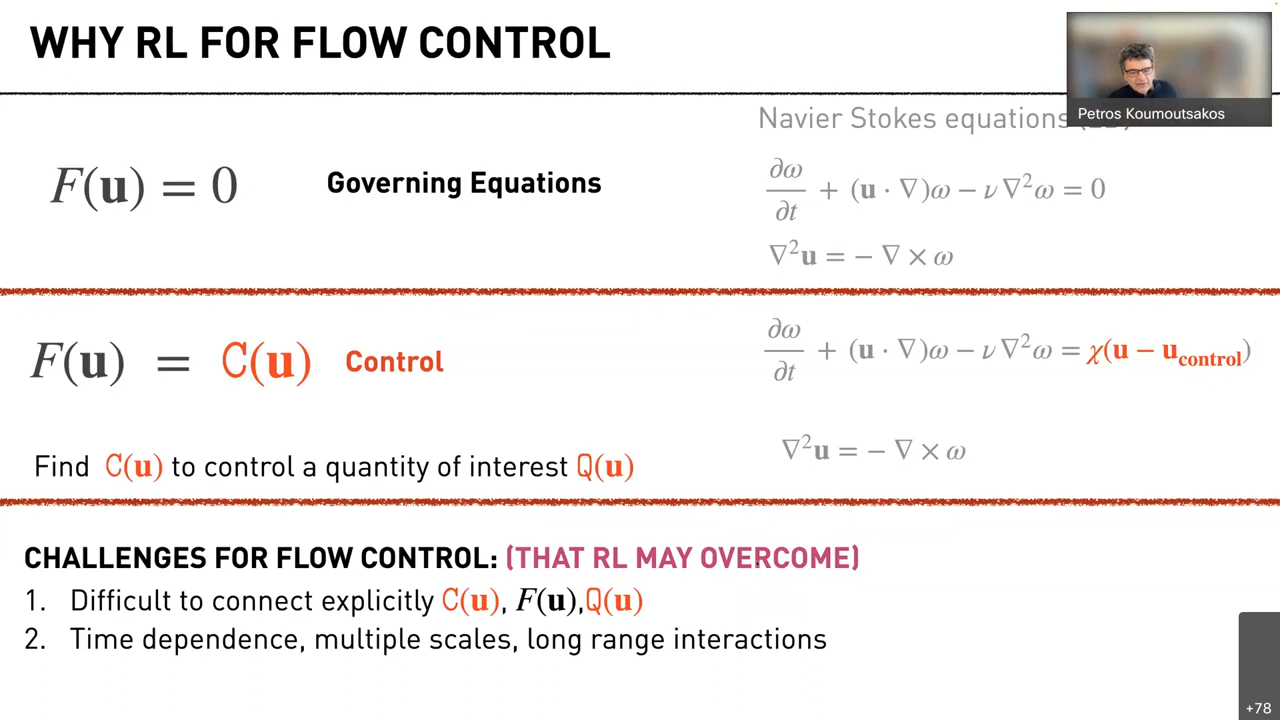 WHY RL FOR FLOW CONTROL
Petros Koumoutsakos
Navier Stokes equations
F(u) = 0 Governing Equations
∂ω/∂t + (u · ∇)ω − ν∇²ω = 0
∇²u = − ∇ × ω
F(u) = C(u) Control
∂ω/∂t + (u · ∇)ω − ν∇²ω = χ(u − u_control)
∇²u = − ∇ × ω
Find C(u) to control a quantity of interest Q(u)
CHALLENGES FOR FLOW CONTROL: (THAT RL MAY OVERCOME)
1. Difficult to connect explicitly C(u), F(u),Q(u)
2. Time dependence, multiple scales, long range interactions
+78